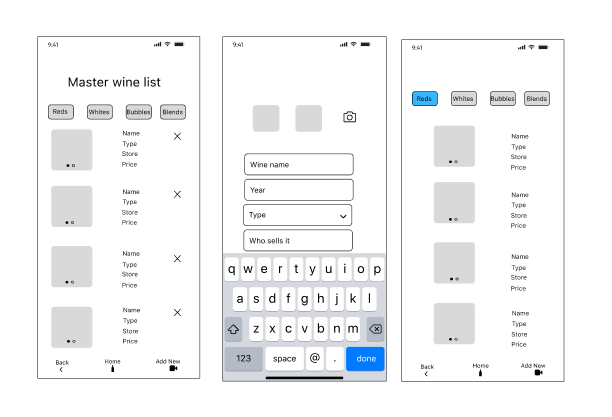 9:41
Master wine list
Reds Whites Bubbles Blends
Name
Type
Store
Price
Name
Type
Store
Price
Name
Type
Store
Price
Name
Type
Store
Price
Back Home Add New
9:41
Wine name
Year
Type
Who sells it
q w e r t y u i o p
a s d f g h j k l
z x c v b n m
123 space @ . done
9:41
Reds Whites Bubbles Blends
Name
Type
Store
Price
Name
Type
Store
Price
Name
Type
Store
Price
Name
Type
Store
Price
Back Home Add New